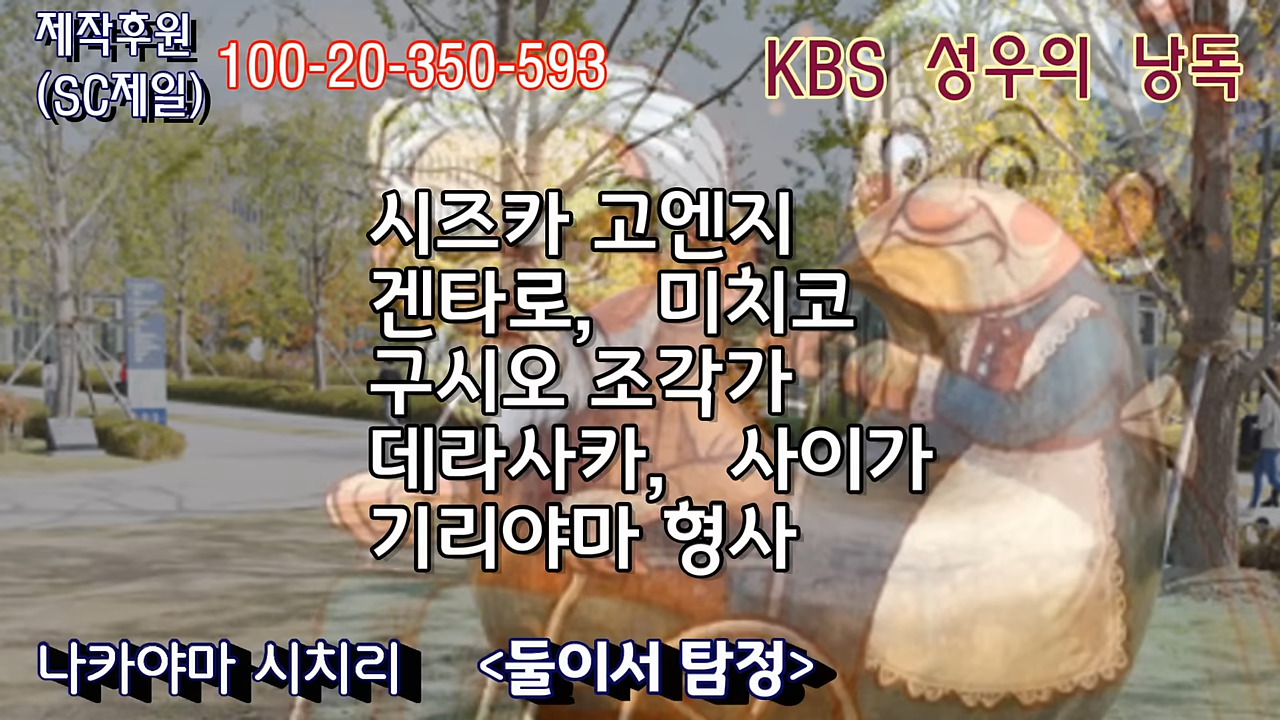 제작후원
(SC제일)
100-20-350-593
KBS 성우의 낭독
시즈카 고엔지
겐타로, 미치코
구시오 조각가
데라사카, 사이가
기리야마 형사
나카야마 시치리 <둘이서 탐정>